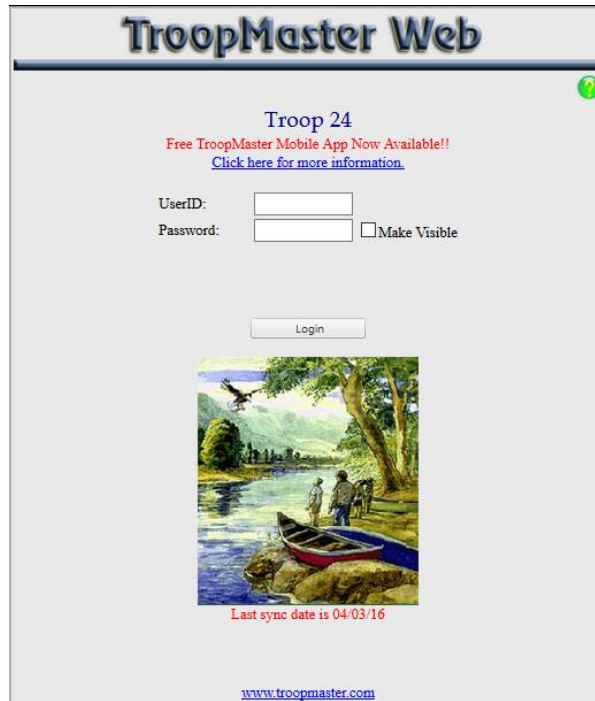 TroopMaster Web
?
Troop 24
Free TroopMaster Mobile App Now Available!!
Click here for more information.
UserID:
Password: Make Visible
Login
Last sync date is 04/03/16
www.troopmaster.com